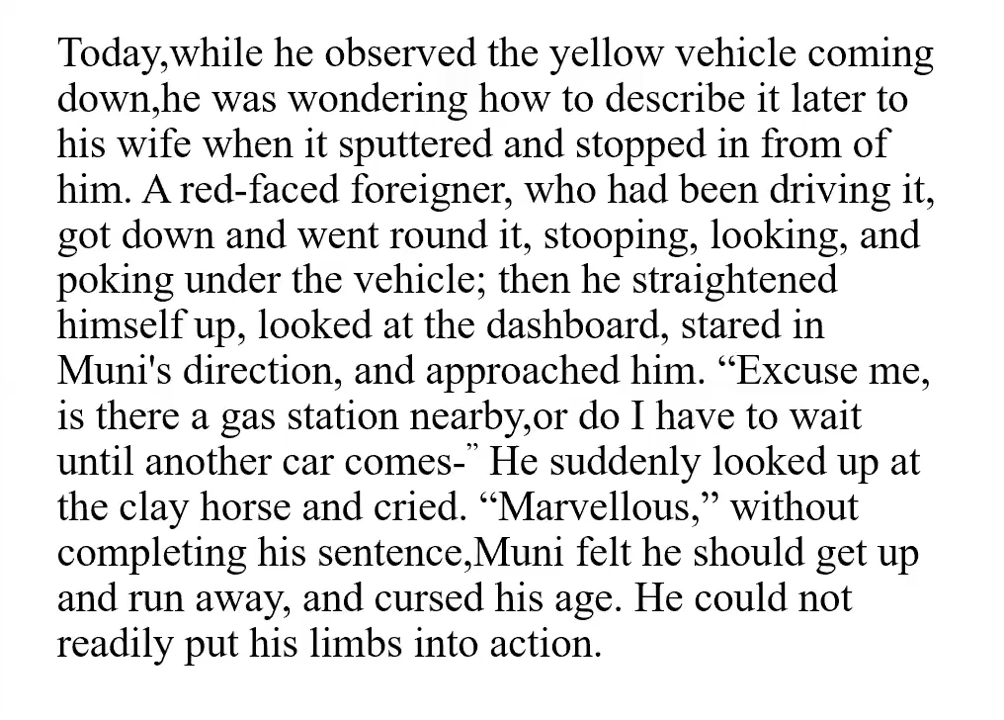 Today,while he observed the yellow vehicle coming
down,he was wondering how to describe it later to
his wife when it sputtered and stopped in from of
him. A red-faced foreigner, who had been driving it,
got down and went round it, stooping, looking, and
poking under the vehicle; then he straightened
himself up, looked at the dashboard, stared in
Muni's direction, and approached him. “Excuse me,
is there a gas station nearby,or do I have to wait
until another car comes-” He suddenly looked up at
the clay horse and cried. “Marvellous,” without
completing his sentence,Muni felt he should get up
and run away, and cursed his age. He could not
readily put his limbs into action.